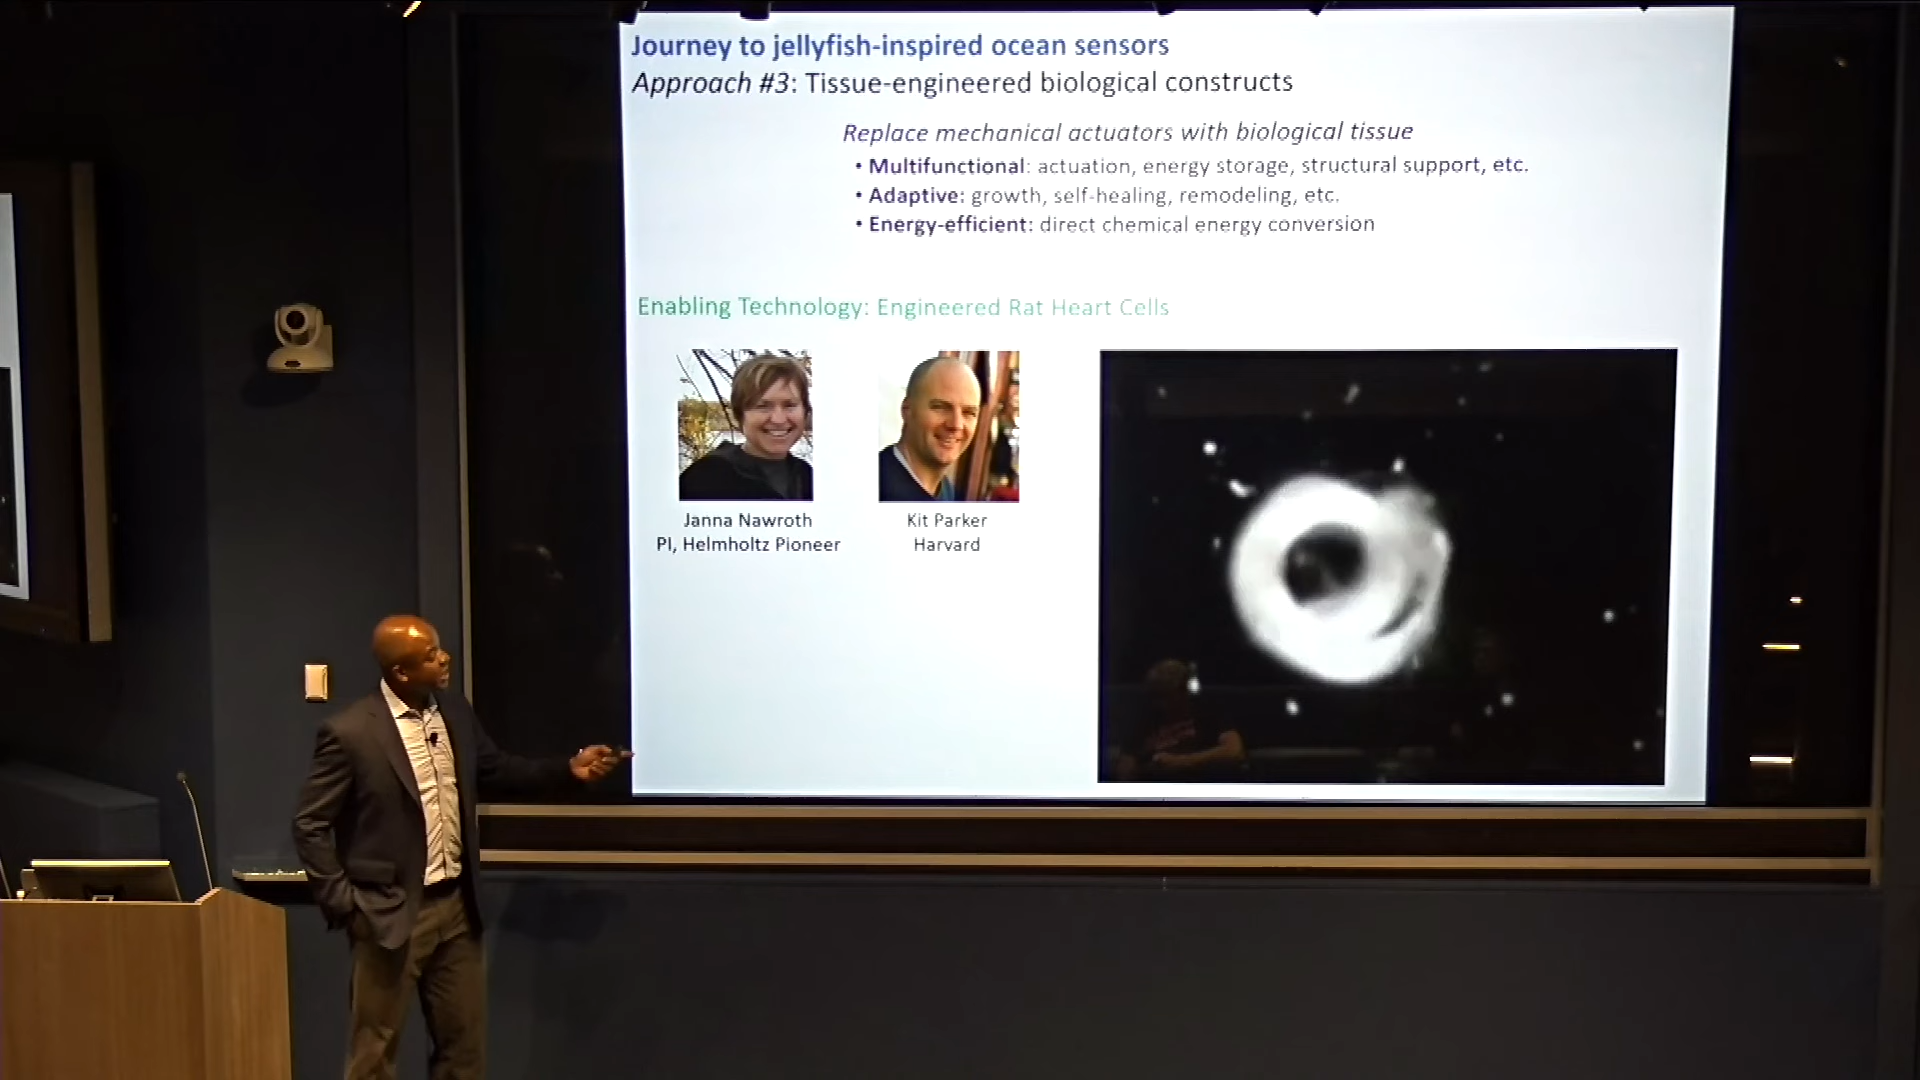 Journey to jellyfish-inspired ocean sensors
Approach #3: Tissue-engineered biological constructs
Replace mechanical actuators with biological tissue
• Multifunctional: actuation, energy storage, structural support, etc.
• Adaptive: growth, self-healing, remodeling, etc.
• Energy-efficient: direct chemical energy conversion
Enabling Technology: Engineered Rat Heart Cells
Janna Nawroth
PI, Helmholtz Pioneer
Kit Parker
Harvard